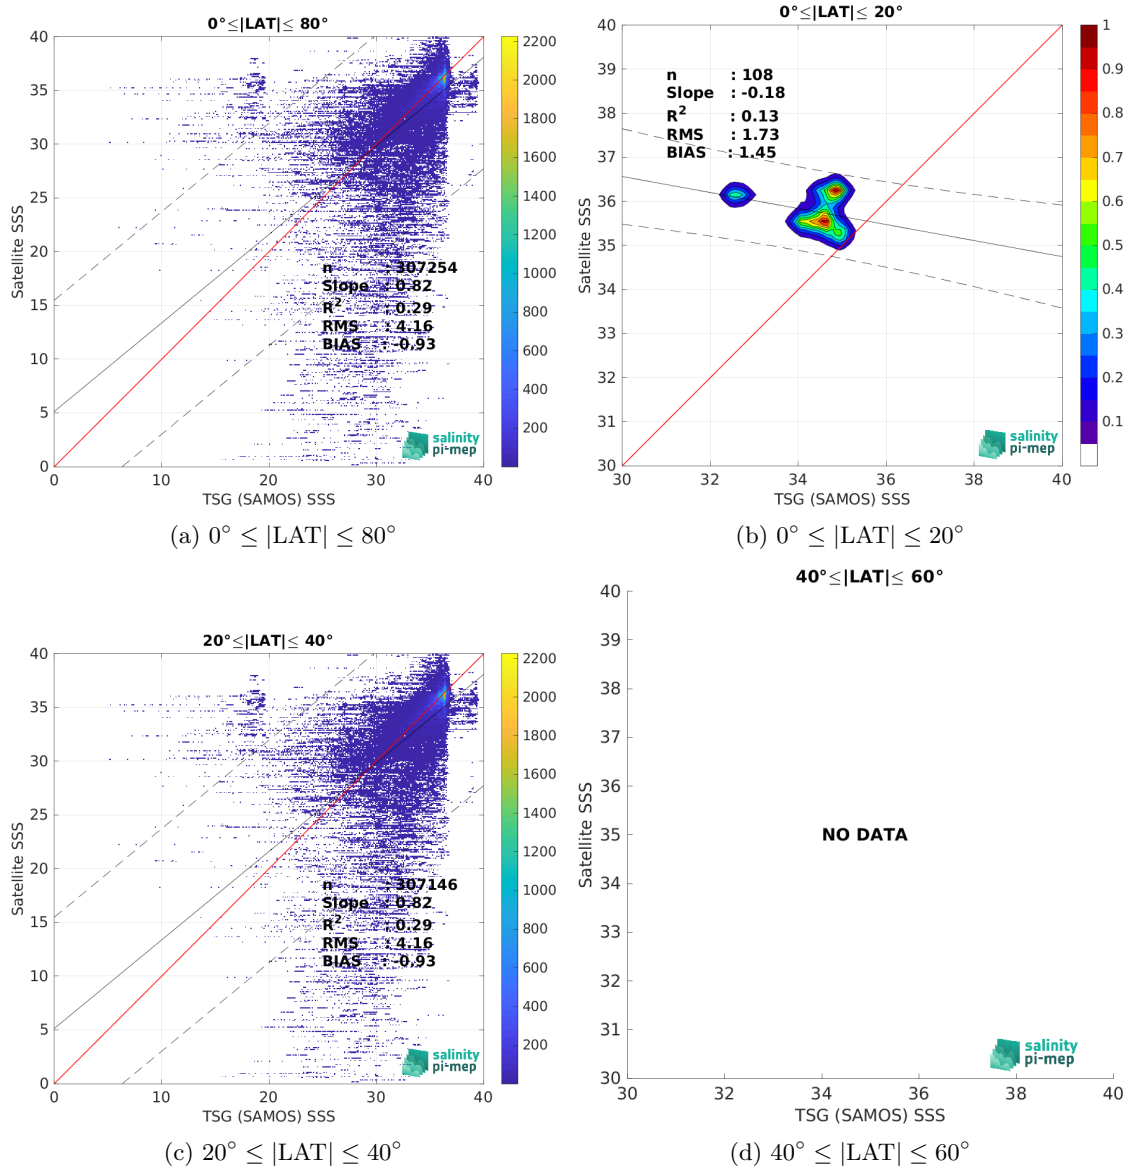 0°≤|LAT|≤ 80°
40
35
30
25
20
15
10
5
0
Satellite SSS
n : 307254
Slope : 0.82
R2 : 0.29
RMS : 4.16
BIAS : -0.93
salinity
pi-mep
0 10 20 30 40
TSG (SAMOS) SSS
2200
2000
1800
1600
1400
1200
1000
800
600
400
200
(a) 0° ≤ |LAT| ≤ 80°
0°≤|LAT|≤ 20°
40
39
38
37
36
35
34
33
32
31
30
Satellite SSS
n : 108
Slope : -0.18
R2 : 0.13
RMS : 1.73
BIAS : 1.45
salinity
pi-mep
30 32 34 36 38 40
TSG (SAMOS) SSS
1
0.9
0.8
0.7
0.6
0.5
0.4
0.3
0.2
0.1
(b) 0° ≤ |LAT| ≤ 20°
20°≤|LAT|≤ 40°
40
35
30
25
20
15
10
5
0
Satellite SSS
n : 307146
Slope : 0.82
R2 : 0.29
RMS : 4.16
BIAS : -0.93
salinity
pi-mep
0 10 20 30 40
TSG (SAMOS) SSS
2200
2000
1800
1600
1400
1200
1000
800
600
400
200
(c) 20° ≤ |LAT| ≤ 40°
40°≤|LAT|≤ 60°
40
39
38
37
36
35
34
33
32
31
30
Satellite SSS
NO DATA
salinity
pi-mep
30 32 34 36 38 40
TSG (SAMOS) SSS
(d) 40° ≤ |LAT| ≤ 60°